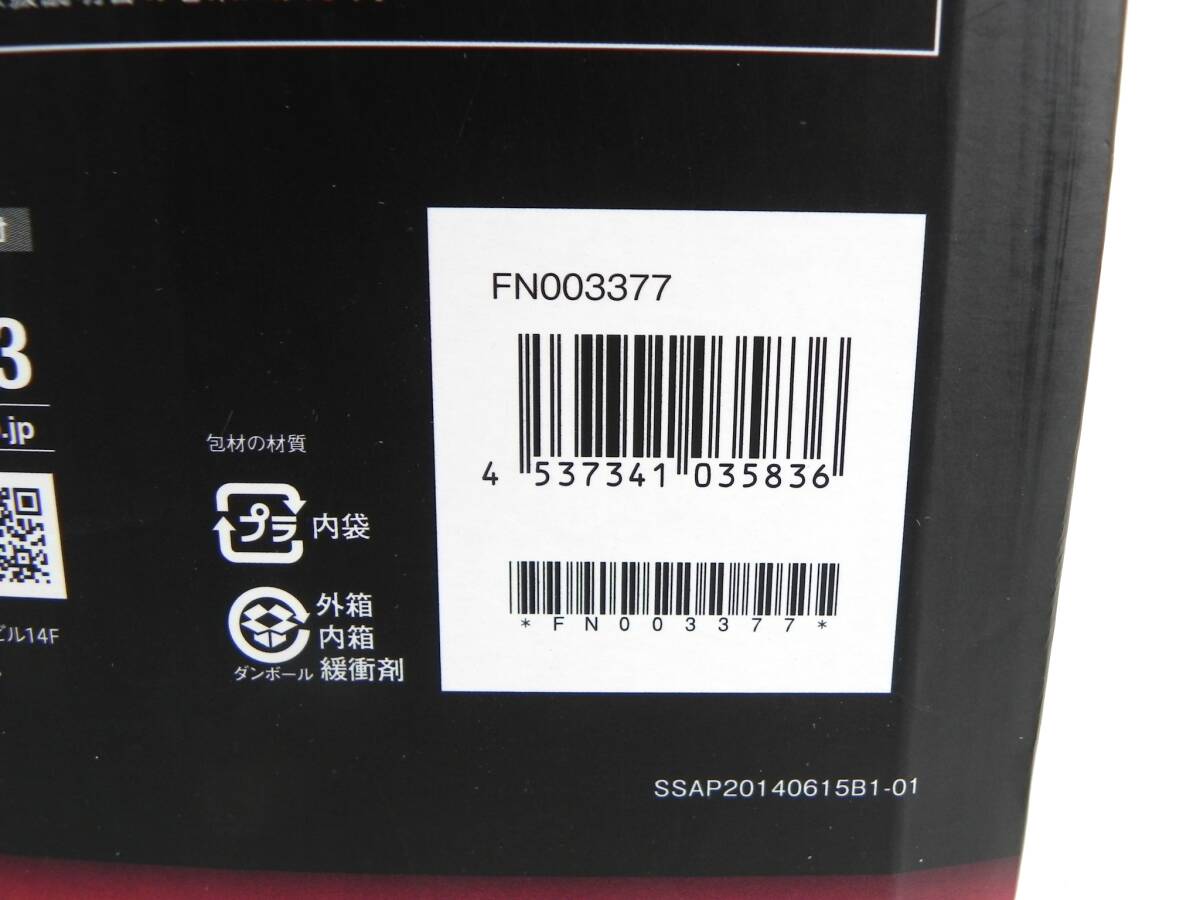 FN003377
4 537341 035836
*FN003377*
3
.jp
包材の材質
プラ 内袋
外箱
内箱
ダンボール 緩衝剤
ビル14F
SSAP20140615B1-01